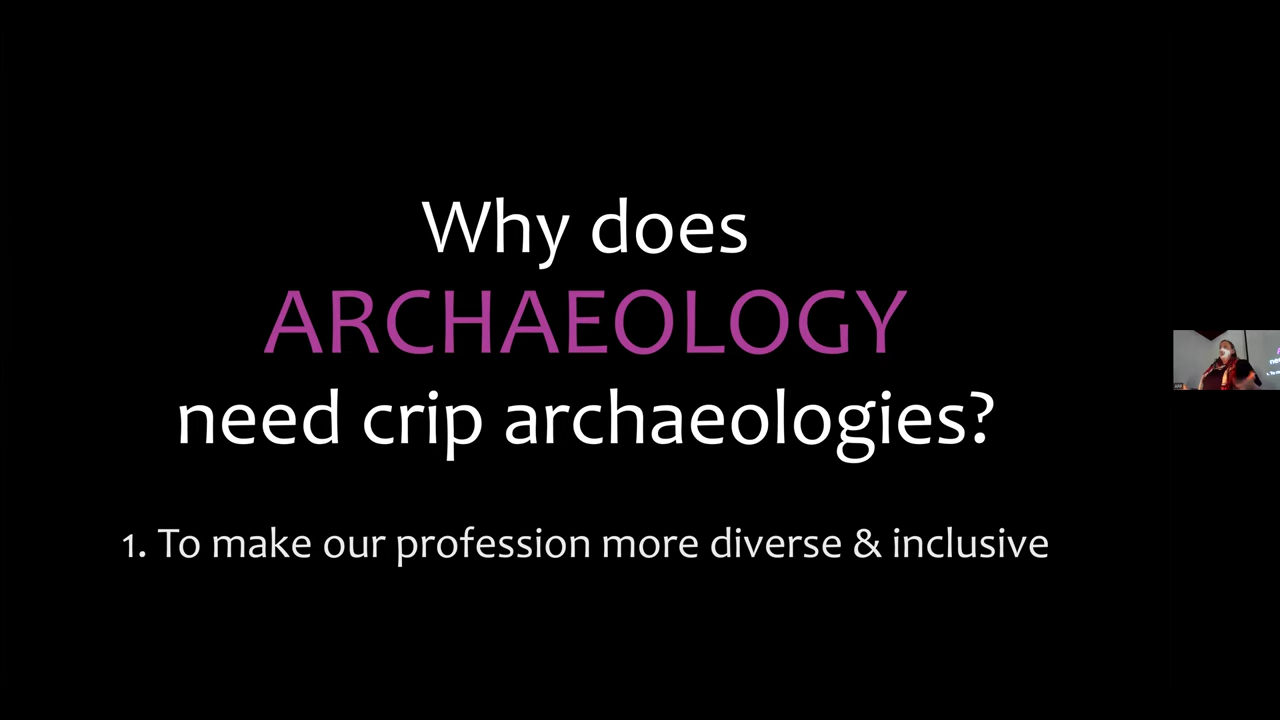 Why does
ARCHAEOLOGY
need crip archaeologies?
1. To make our profession more diverse & inclusive